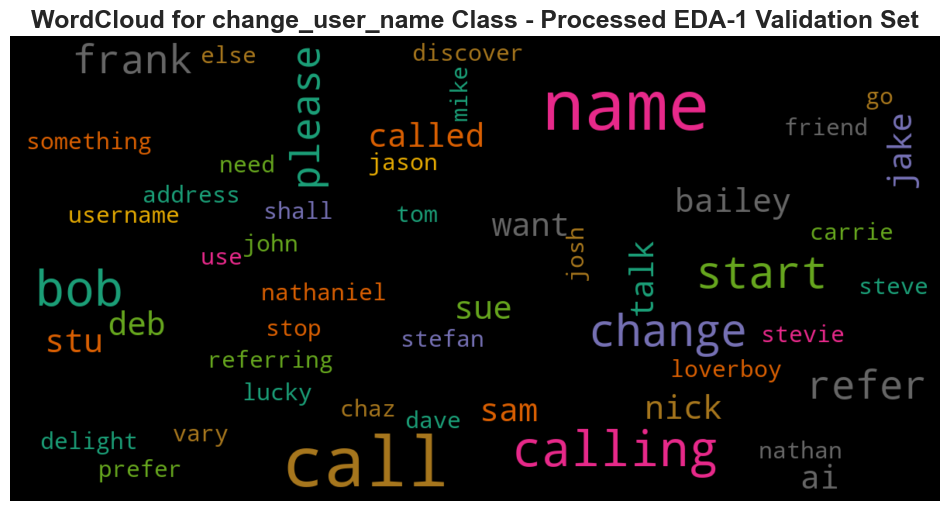 WordCloud for change_user_name Class - Processed EDA-1 Validation Set
frank
else
please
discover
mike
name
go
something
need
called
jason
friend
jake
address
username
shall
tom
want
bailey
john
use
josh
talk
carrie
bob
nathaniel
start
steve
deb
sue
stu
stop
stefan
change
stevie
referring
loverboy
lucky
refer
chaz
dave
sam
nick
delight
vary
prefer
call
calling
nathan
ai